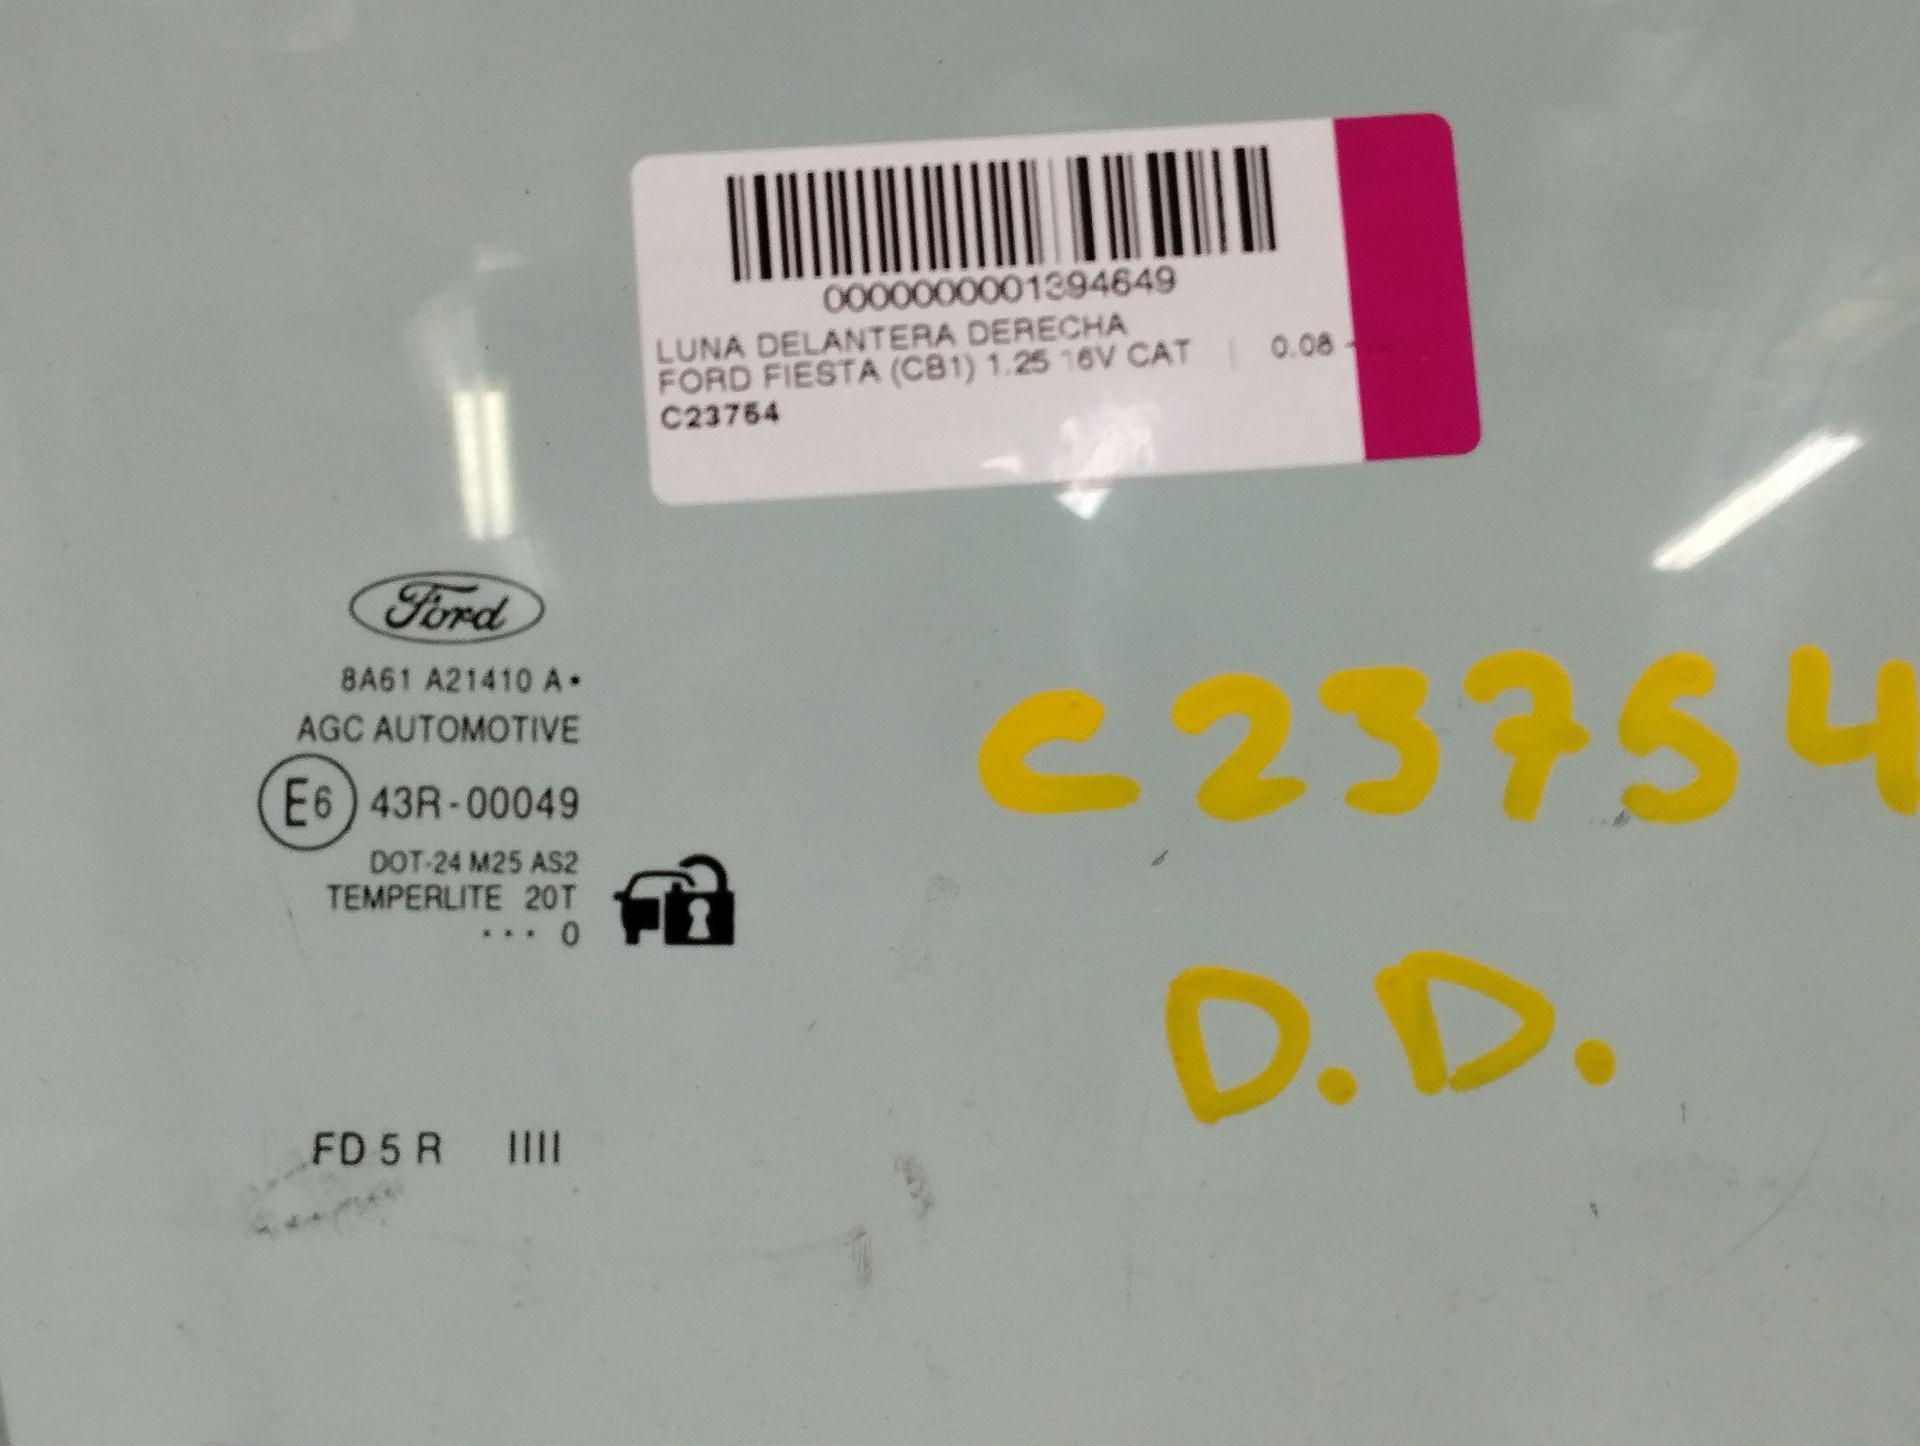 0000000001394649
LUNA DELANTERA DERECHA
FORD FIESTA (CB1) 1.25 16V CAT | 0.08 -
C23754
Ford
8A61 A21410 A•
AGC AUTOMOTIVE
E6 43R-00049
DOT-24 M25 AS2
TEMPERLITE 20T
··· 0
FD 5 R IIII
C23754
D.D.